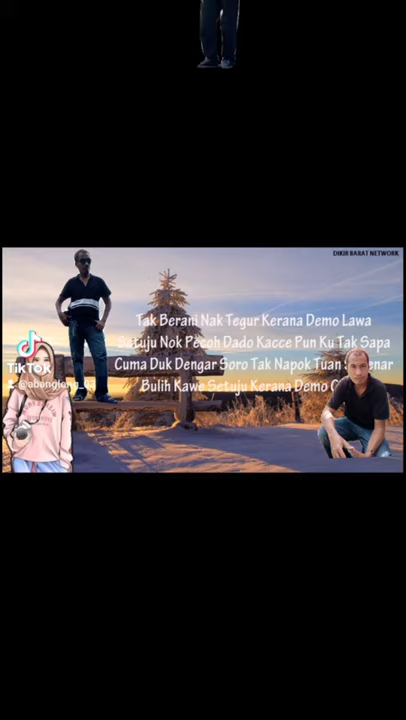 DIKIR BARAT NETWORK
Tak Berani Nak Tegur Kerana Demo Lawa
Batuju Nok Pecoh Dado Kacce Pun Ku Tak Sapa
Cuma Duk Dengar Soro Tak Napok Tuan
Bulih Kawe Setuju Kerana Demo
TikTok